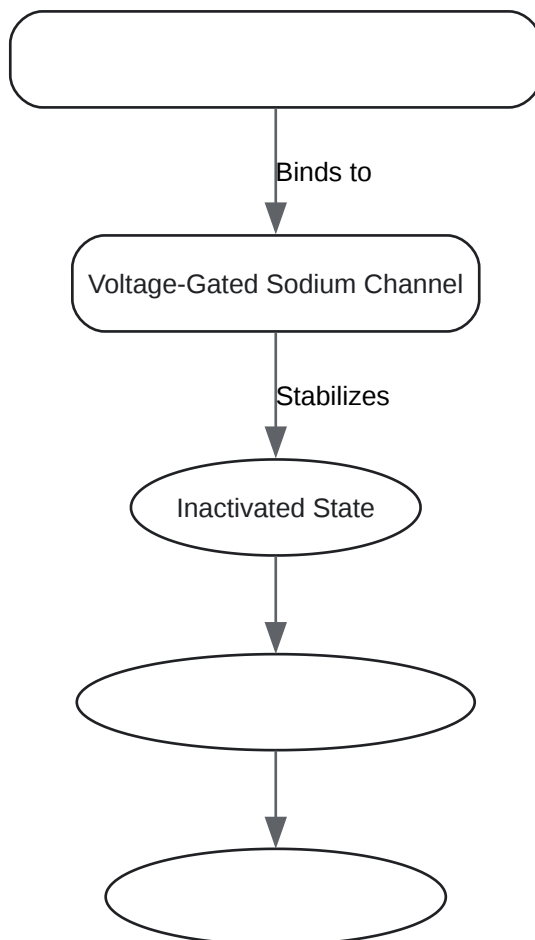 Binds to
Voltage-Gated Sodium Channel
Stabilizes
Inactivated State